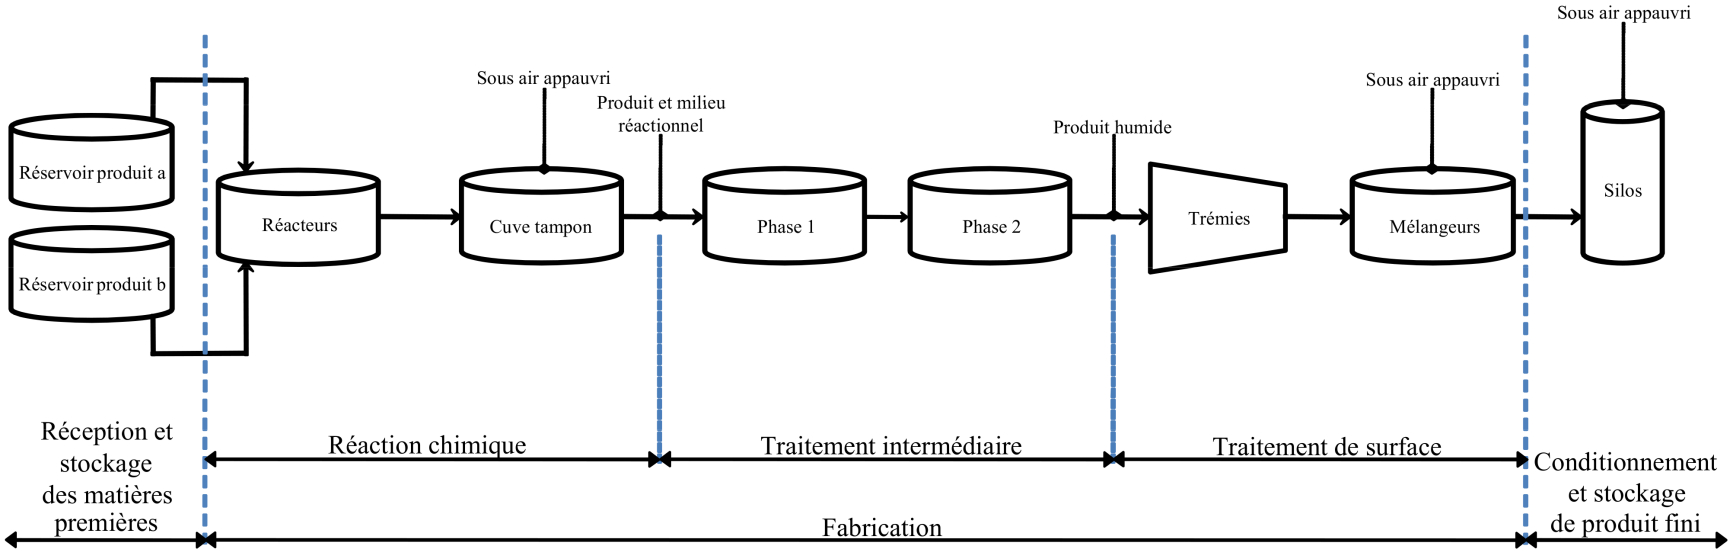 Sous air appauvri
Sous air appauvri
Sous air appauvri
Produit et milieu
réactionnel
Produit humide
Réservoir produit a
Réservoir produit b
Réacteurs
Cuve tampon
Phase 1
Phase 2
Trémies
Mélangeurs
Silos
Réception et
stockage
des matières
premières
Réaction chimique
Traitement intermédiaire
Traitement de surface
Fabrication
Conditionnement
et stockage
de produit fini